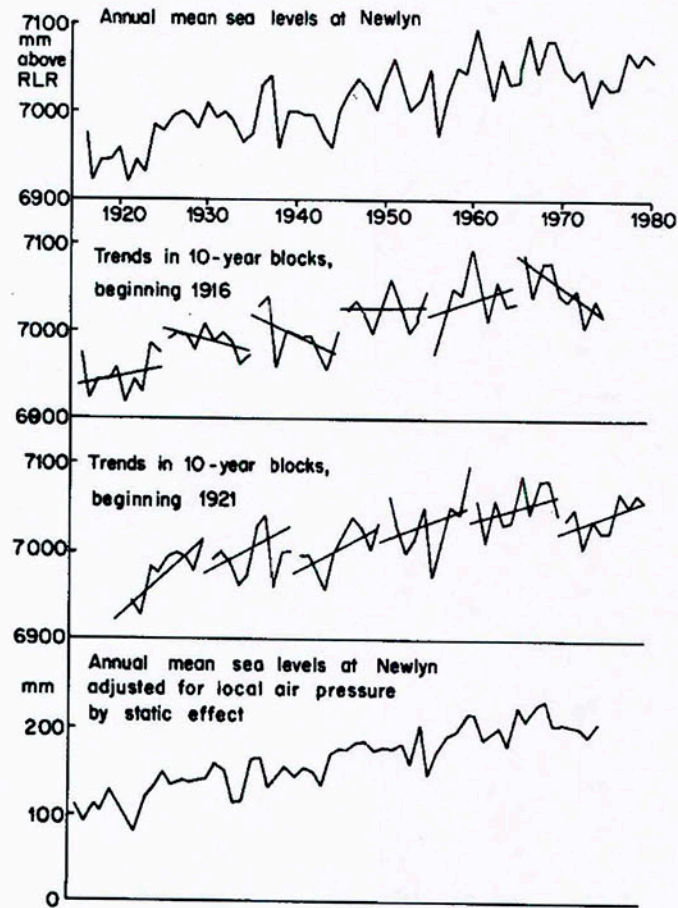 Annual mean sea levels at Newlyn
7100
mm
above
RLR
7000
6900
1920 1930 1940 1950 1960 1970 1980
7100
Trends in 10-year blocks,
beginning 1916
7000
6900
7100
Trends in 10-year blocks,
beginning 1921
7000
6900
Annual mean sea levels at Newlyn
mm
adjusted for local air pressure
by static effect
200
100
0